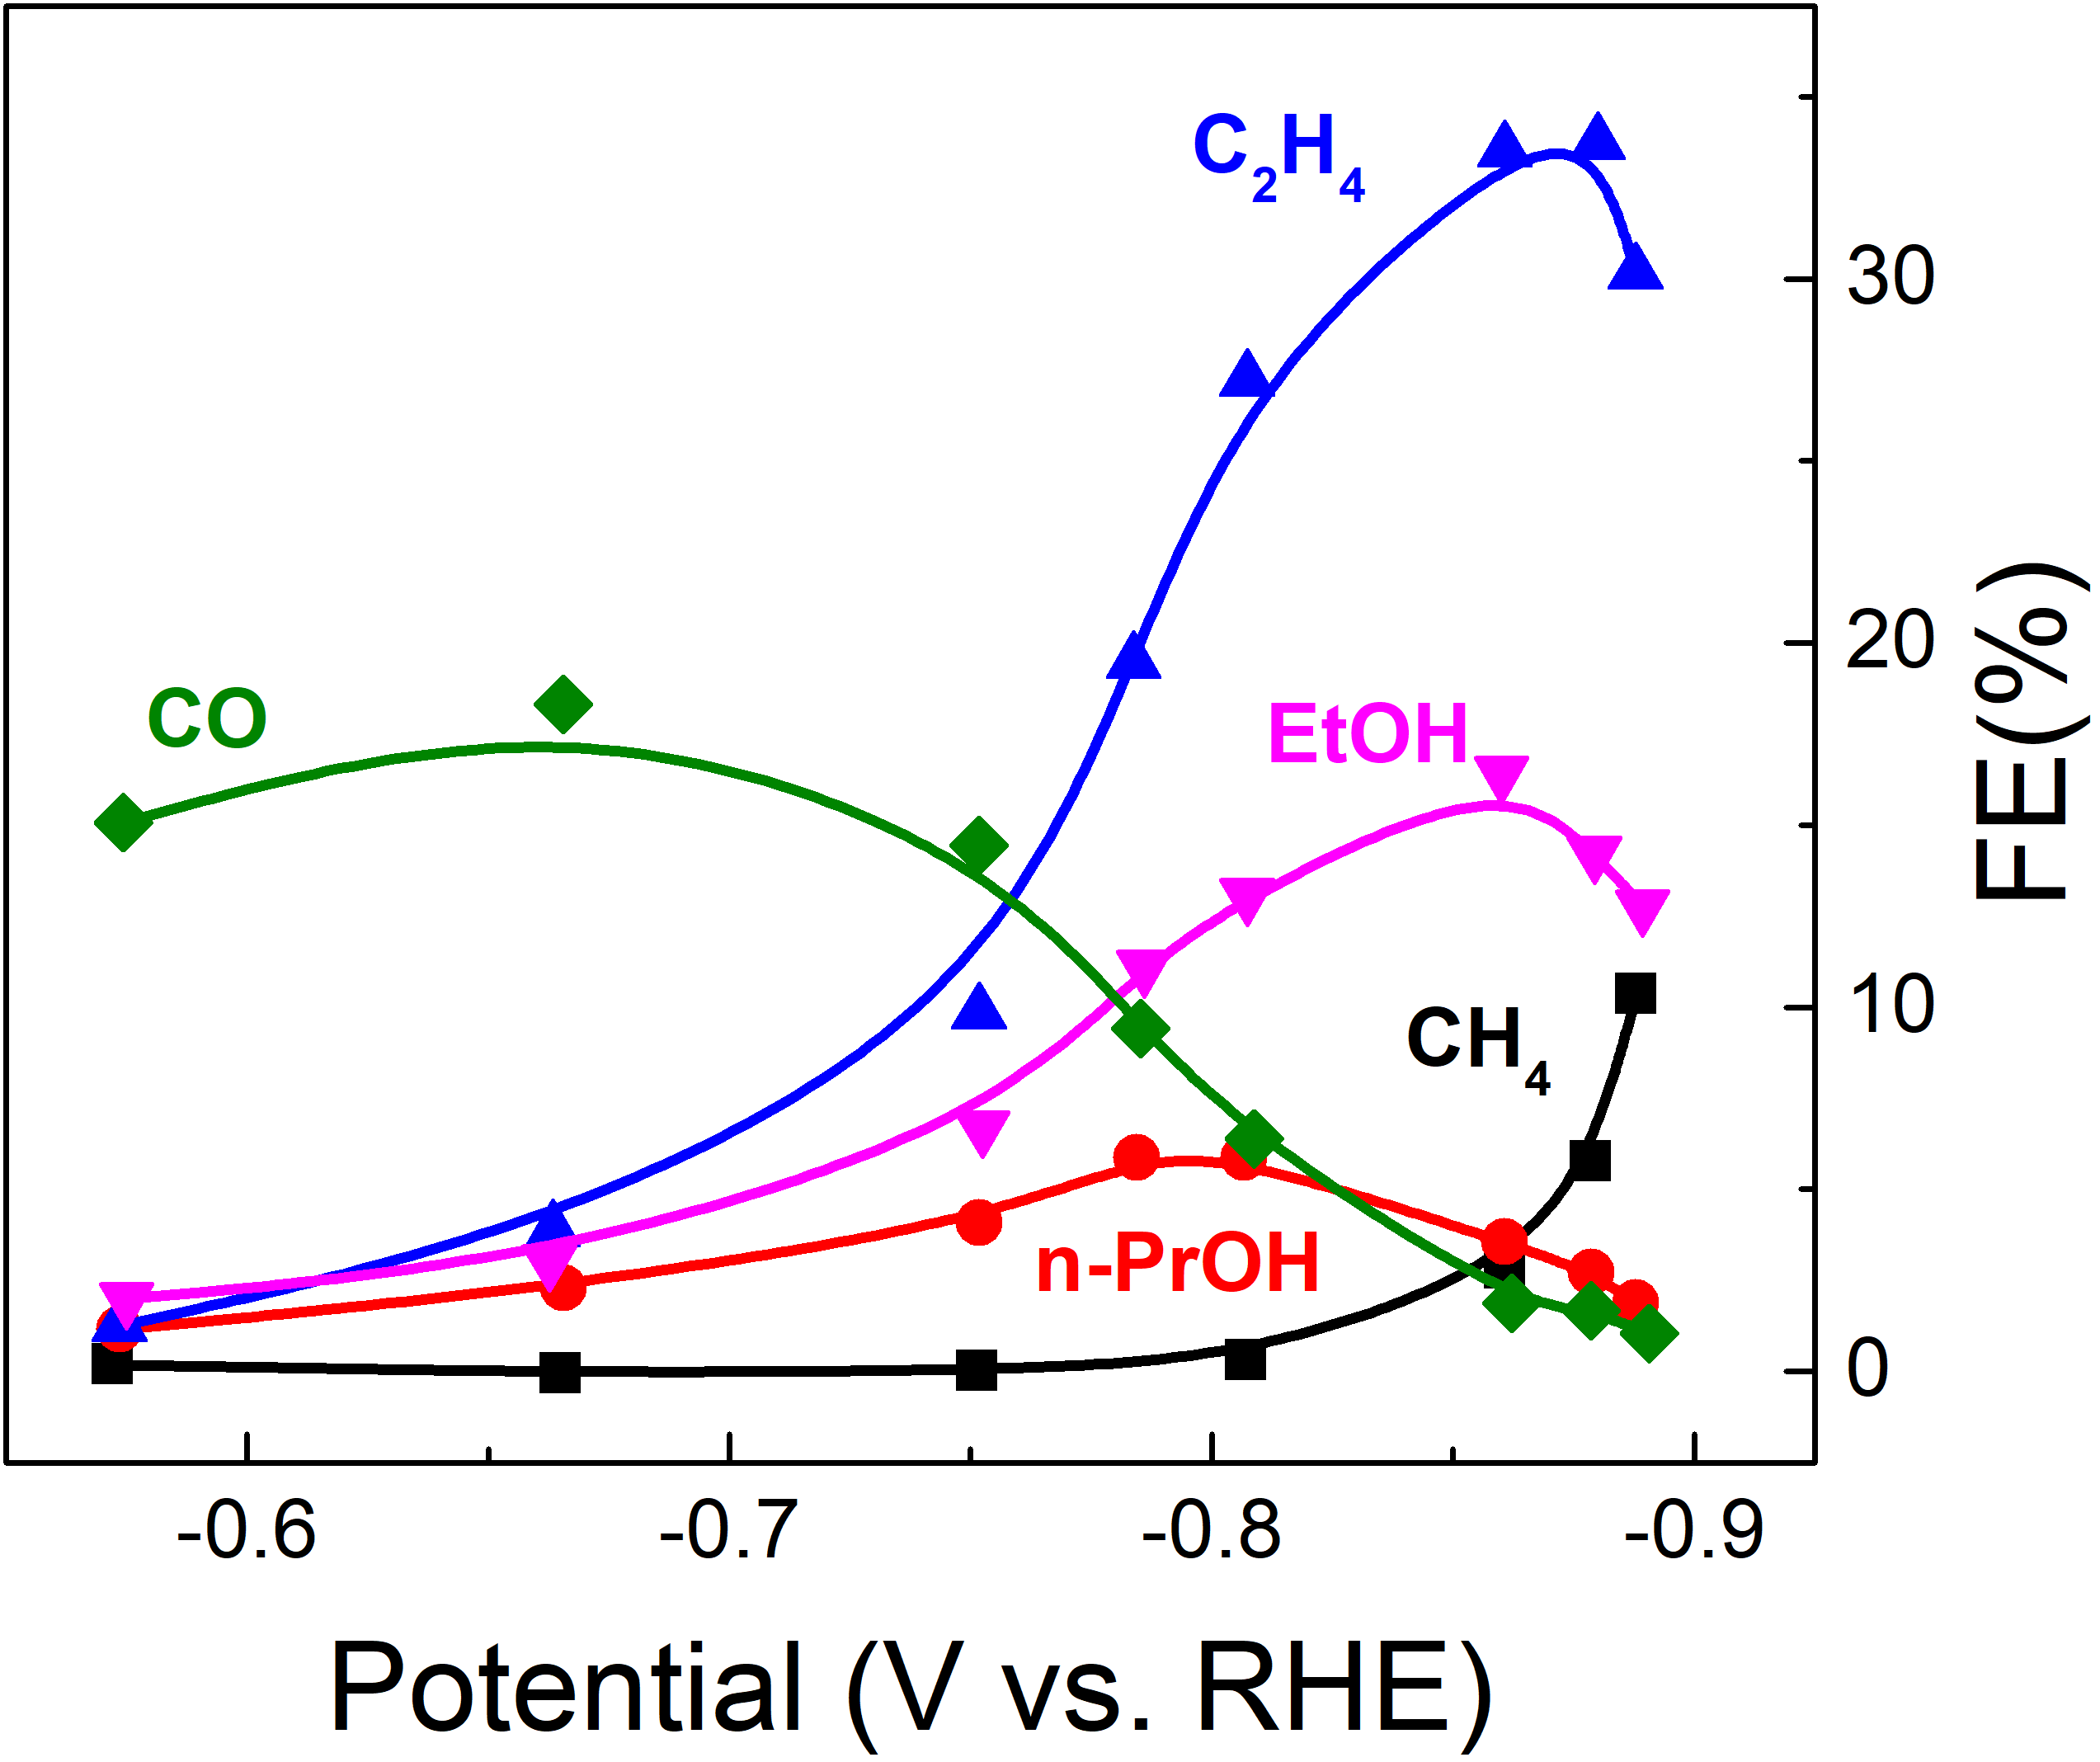 C₂H₄
30
20
FE(%)
CO
EtOH
10
CH₄
n-PrOH
0
-0.6
-0.7
-0.8
-0.9
Potential (V vs. RHE)